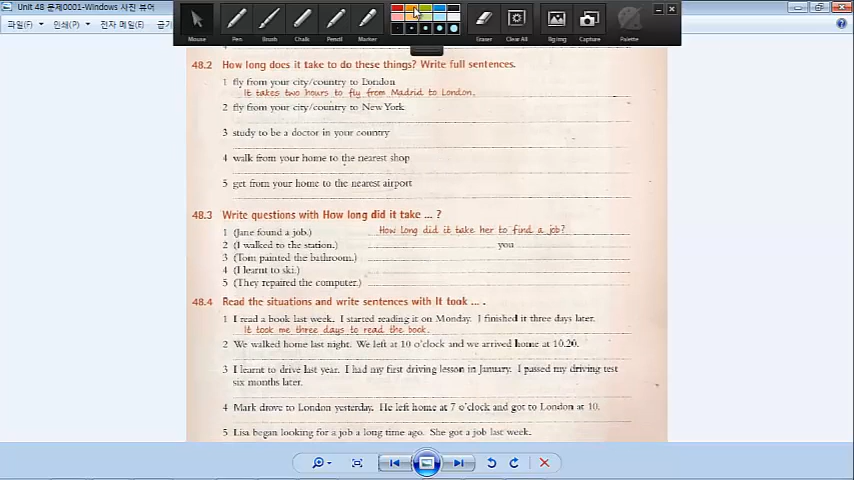 Unit 48 문제0001-Windows 사진 뷰어
파일(F) 인쇄(P) 전자 메일(E)
Mouse Pen Brush Chalk Pencil Marker Eraser Clear All Bg Img Capture Palette
48.2 How long does it take to do these things? Write full sentences.
1 fly from your city/country to London
It takes two hours to fly from Madrid to London.
2 fly from your city/country to New York
3 study to be a doctor in your country
4 walk from your home to the nearest shop
5 get from your home to the nearest airport
48.3 Write questions with How long did it take ... ?
1 (Jane found a job.) How long did it take her to find a job?
2 (I walked to the station.) you
3 (Tom painted the bathroom.)
4 (I learnt to ski.)
5 (They repaired the computer.)
48.4 Read the situations and write sentences with It took ... .
1 I read a book last week. I started reading it on Monday. I finished it three days later.
It took me three days to read the book.
2 We walked home last night. We left at 10 o'clock and we arrived home at 10.20.
3 I learnt to drive last year. I had my first driving lesson in January. I passed my driving test
six months later.
4 Mark drove to London yesterday. He left home at 7 o'clock and got to London at 10.
5 Lisa began looking for a job a long time ago. She got a job last week.